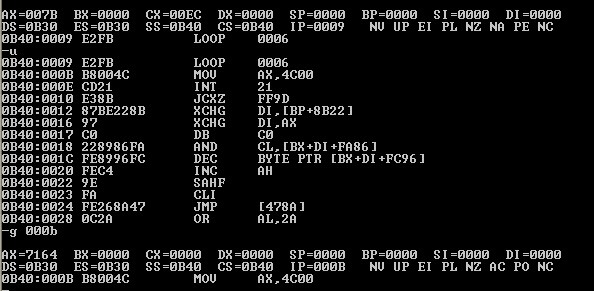 AX=007B  BX=0000  CX=00EC  DX=0000  SP=0000  BP=0000  SI=0000  DI=0000
DS=0B30  ES=0B30  SS=0B40  CS=0B40  IP=0009   NV UP EI PL NZ NA PE NC
0B40:0009 E2FB          LOOP    0006
-u
0B40:0009 E2FB          LOOP    0006
0B40:000B B8004C        MOV     AX,4C00
0B40:000E CD21          INT     21
0B40:0010 E38B          JCXZ    FF9D
0B40:0012 87BE228B      XCHG    DI,[BP+8B22]
0B40:0016 97            XCHG    DI,AX
0B40:0017 C0            DB      C0
0B40:0018 228986FA      AND     CL,[BX+DI+FA86]
0B40:001C FE8996FC      DEC     BYTE PTR [BX+DI+FC96]
0B40:0020 FEC4          INC     AH
0B40:0022 9E            SAHF
0B40:0023 FA            CLI
0B40:0024 FE268A47      JMP     [478A]
0B40:0028 0C2A          OR      AL,2A
-g 000b
AX=7164  BX=0000  CX=0000  DX=0000  SP=0000  BP=0000  SI=0000  DI=0000
DS=0B30  ES=0B30  SS=0B40  CS=0B40  IP=000B   NV UP EI PL NZ AC PO NC
0B40:000B B8004C        MOV     AX,4C00